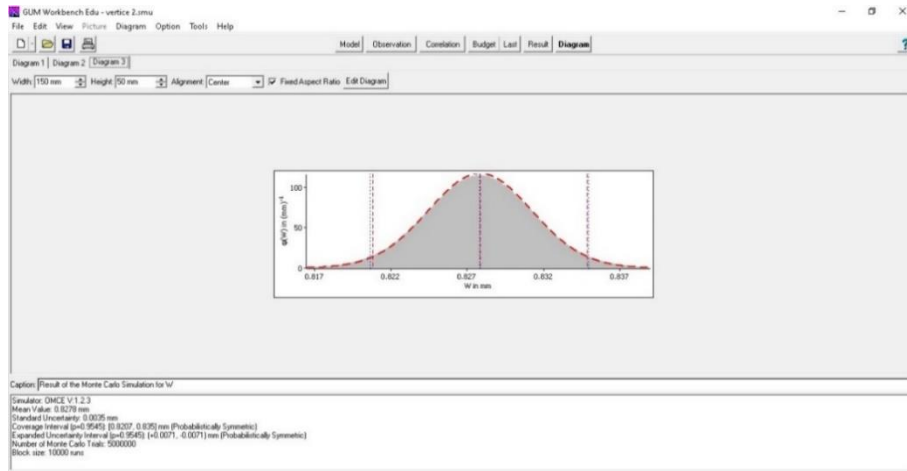 GUM Workbench Edu - vertice 2.smu
File Edit View Picture Diagram Option Tools Help
Model Observation Correlation Budget Last Result Diagram
Diagram 1 Diagram 2 Diagram 3
Width: 150 mm Height: 50 mm Alignment: Center Fixed Aspect Ratio Edit Diagram
100
50
0
g(W) in (mm)⁻¹
0.817 0.822 0.827 0.832 0.837
W in mm
Caption: Result of the Monte Carlo Simulation for W
Simulator: OMCE V:1.2.3
Mean Value: 0.8278 mm
Standard Uncertainty: 0.0035 mm
Coverage Interval (p=0.9545): [0.8207, 0.835] mm (Probabilistically Symmetric)
Expanded Uncertainty Interval (p=0.9545): (+0.0071, -0.0071) mm (Probabilistically Symmetric)
Number of Monte Carlo Trials: 5000000
Block size: 10000 runs